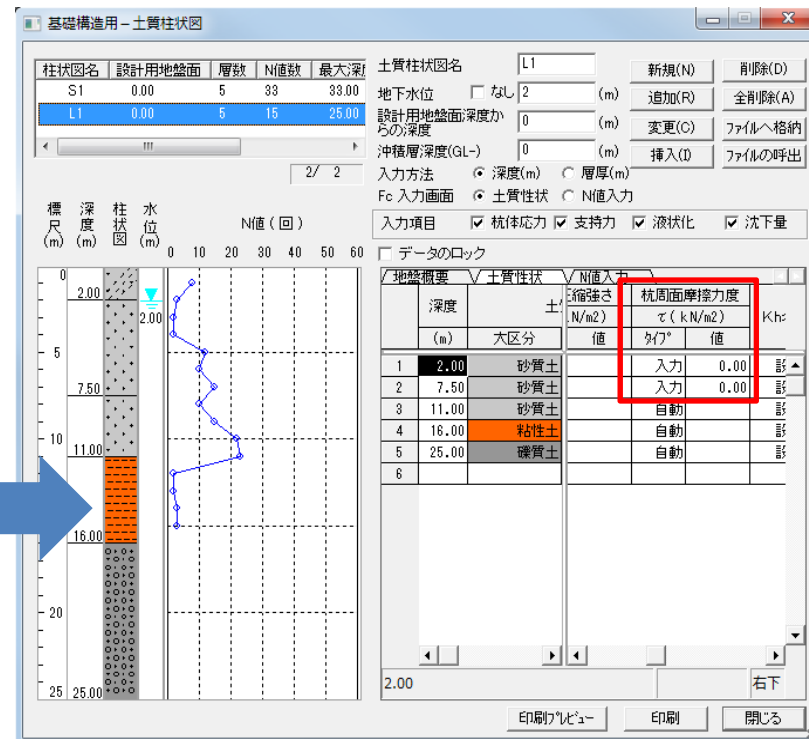 基礎構造用－土質柱状図
柱状図名 設計用地盤面 層数 N値数 最大深
S1 0.00 5 33 33.00
L1 0.00 5 15 25.00
2/ 2
土質柱状図名 L1
地下水位 なし 2 (m)
設計用地盤面深度か
らの深度 0 (m)
沖積層深度(GL-) 0 (m)
入力方法 深度(m) 層厚(m)
Fc 入力画面 土質性状 N値入力
新規(N) 削除(D)
追加(R) 全削除(A)
変更(C) ファイルへ格納
挿入(I) ファイルの呼出
入力項目 杭体応力 支持力 液状化 沈下量
データのロック
標尺(m) 深度(m) 柱状図 水位(m)
N値(回)
0 10 20 30 40 50 60
0
2.00
2.00
5
7.50
10
11.00
16.00
20
25 25.00
地盤概要 土質性状 N値入力
深度 土 圧縮強さ 杭周面摩擦力度
N/m2) τ(kN/m2) Kh
(m) 大区分 値 タイプ 値
1 2.00 砂質土 入力 0.00
2 7.50 砂質土 入力 0.00
3 11.00 砂質土 自動
4 16.00 粘性土 自動
5 25.00 礫質土 自動
6
2.00 右下
印刷プレビュー 印刷 閉じる